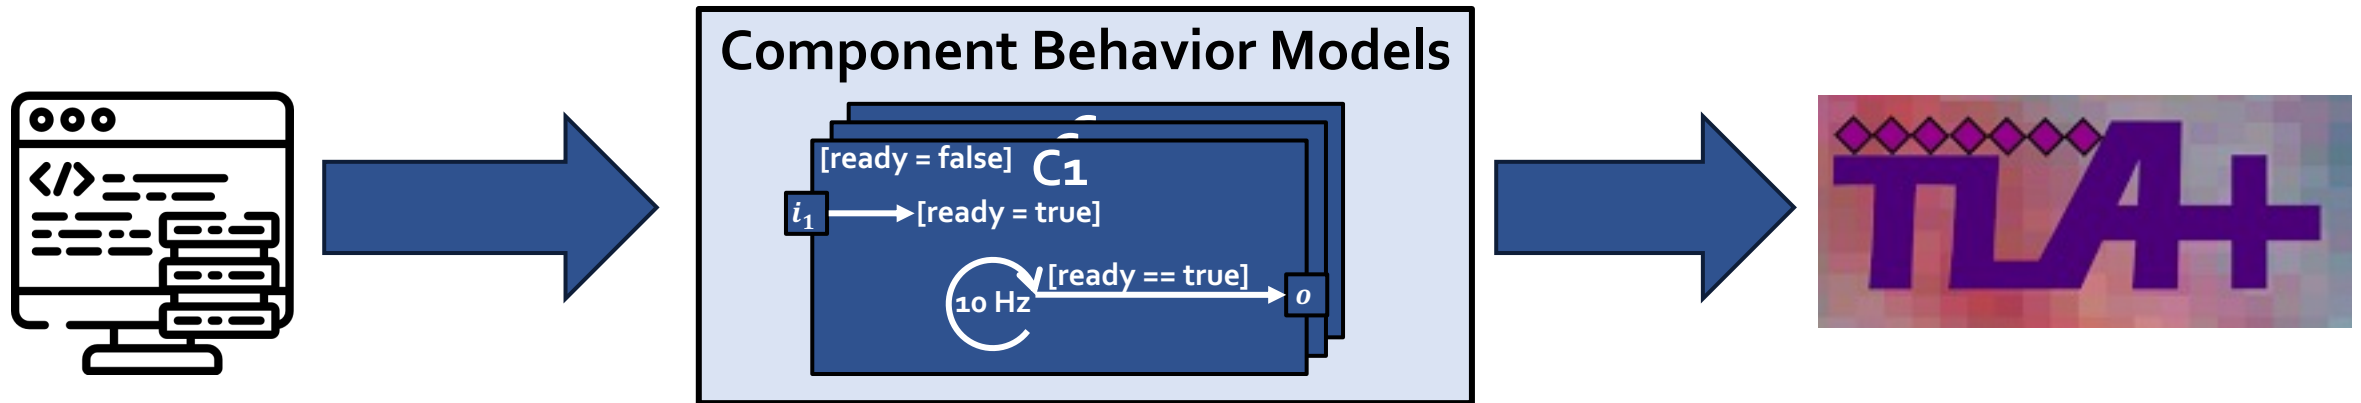 Component Behavior Models
[ready = false] C1
i₁ [ready = true]
[ready == true]
10 Hz
o
</>
TLA+